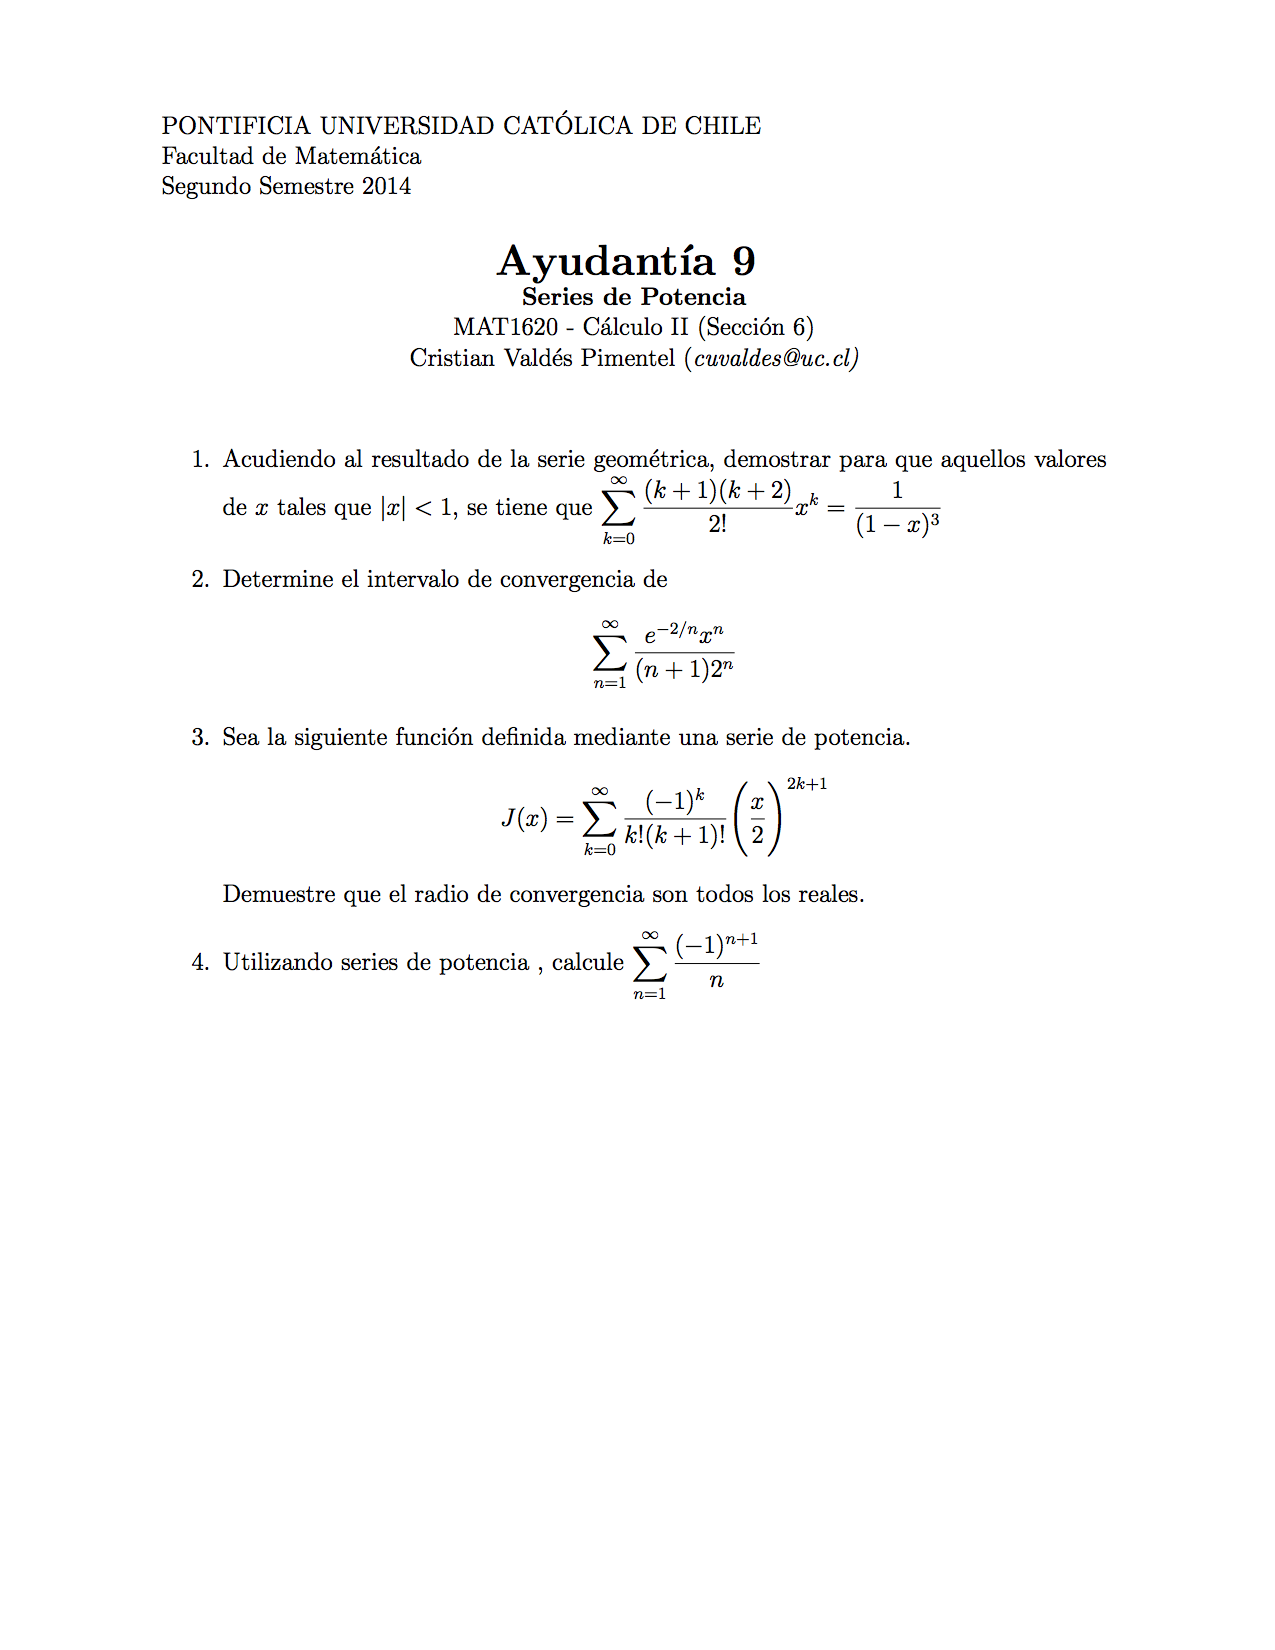 PONTIFICIA UNIVERSIDAD CATÓLICA DE CHILE
Facultad de Matemática
Segundo Semestre 2014
Ayudantía 9
Series de Potencia
MAT1620 - Cálculo II (Sección 6)
Cristian Valdés Pimentel (cuvaldes@uc.cl)
1. Acudiendo al resultado de la serie geométrica, demostrar para que aquellos valores
de $x$ tales que $|x| < 1$, se tiene que $\sum_{k=0}^{\infty} \frac{(k+1)(k+2)}{2!} x^k = \frac{1}{(1-x)^3}$
2. Determine el intervalo de convergencia de
$\sum_{n=1}^{\infty} \frac{e^{-2/n} x^n}{(n+1)2^n}$
3. Sea la siguiente función definida mediante una serie de potencia.
$J(x) = \sum_{k=0}^{\infty} \frac{(-1)^k}{k!(k+1)!} \left(\frac{x}{2}\right)^{2k+1}$
Demuestre que el radio de convergencia son todos los reales.
4. Utilizando series de potencia , calcule $\sum_{n=1}^{\infty} \frac{(-1)^{n+1}}{n}$